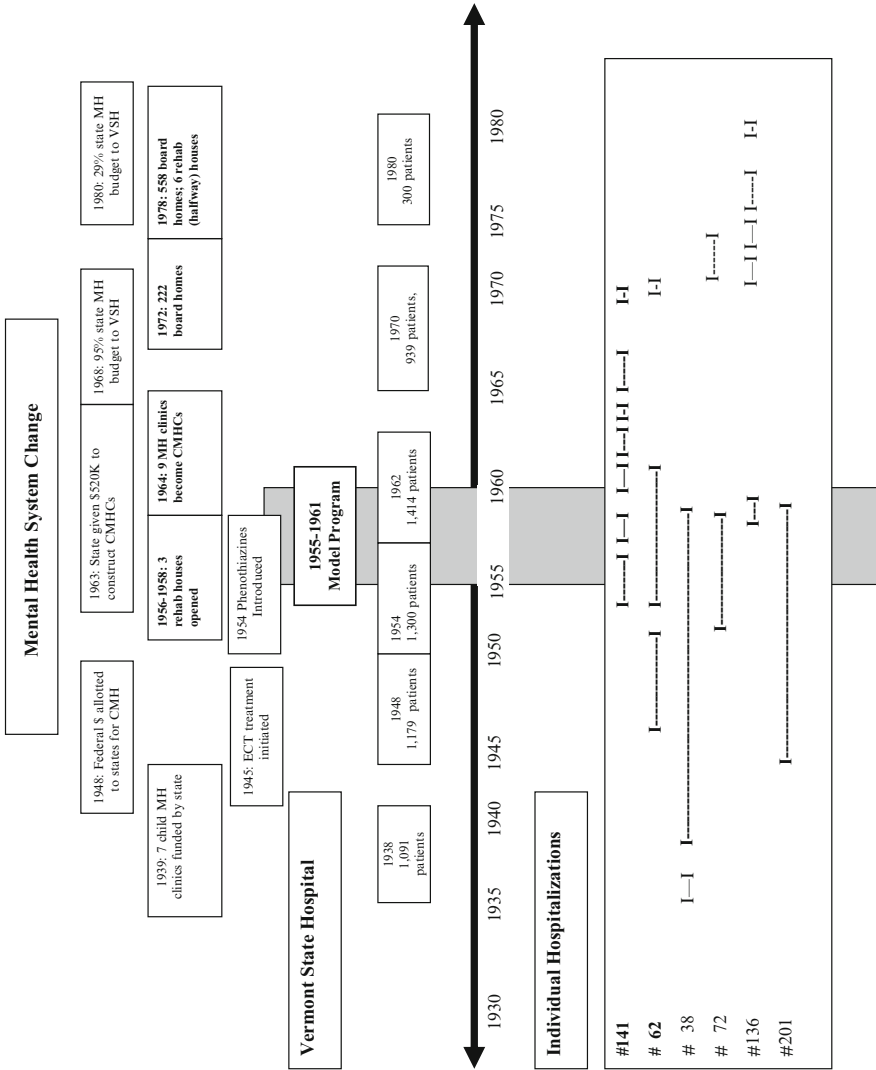 Mental Health System Change
1948: Federal $ allotted
to states for CMH
1963: State given $520K to
construct CMHCs
1968: 95% state MH
budget to VSH
1980: 29% state MH
budget to VSH
1939: 7 child MH
clinics funded by state
1956-1958: 3
rehab houses
opened
1964: 9 MH clinics
become CMHCs
1972: 222
board homes
1978: 558 board
homes; 6 rehab
(halfway) houses
1945: ECT treatment
initiated
1954 Phenothiazines
Introduced
Vermont State Hospital
1955-1961
Model Program
1938
1,091
patients
1948
1,179 patients
1954
1,300 patients
1962
1,414 patients
1970
939 patients,
1980
300 patients
1930 1935 1940 1945 1950 1955 1960 1965 1970 1975 1980
Individual Hospitalizations
#141
# 62
# 38
# 72
#136
#201